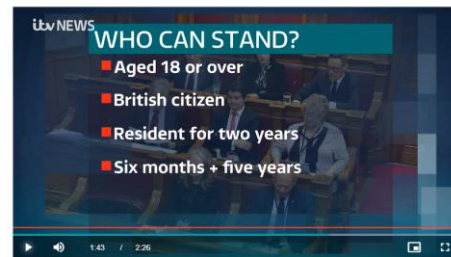 itv NEWS
WHO CAN STAND?
Aged 18 or over
British citizen
Resident for two years
Six months + five years
1:43 / 2:26